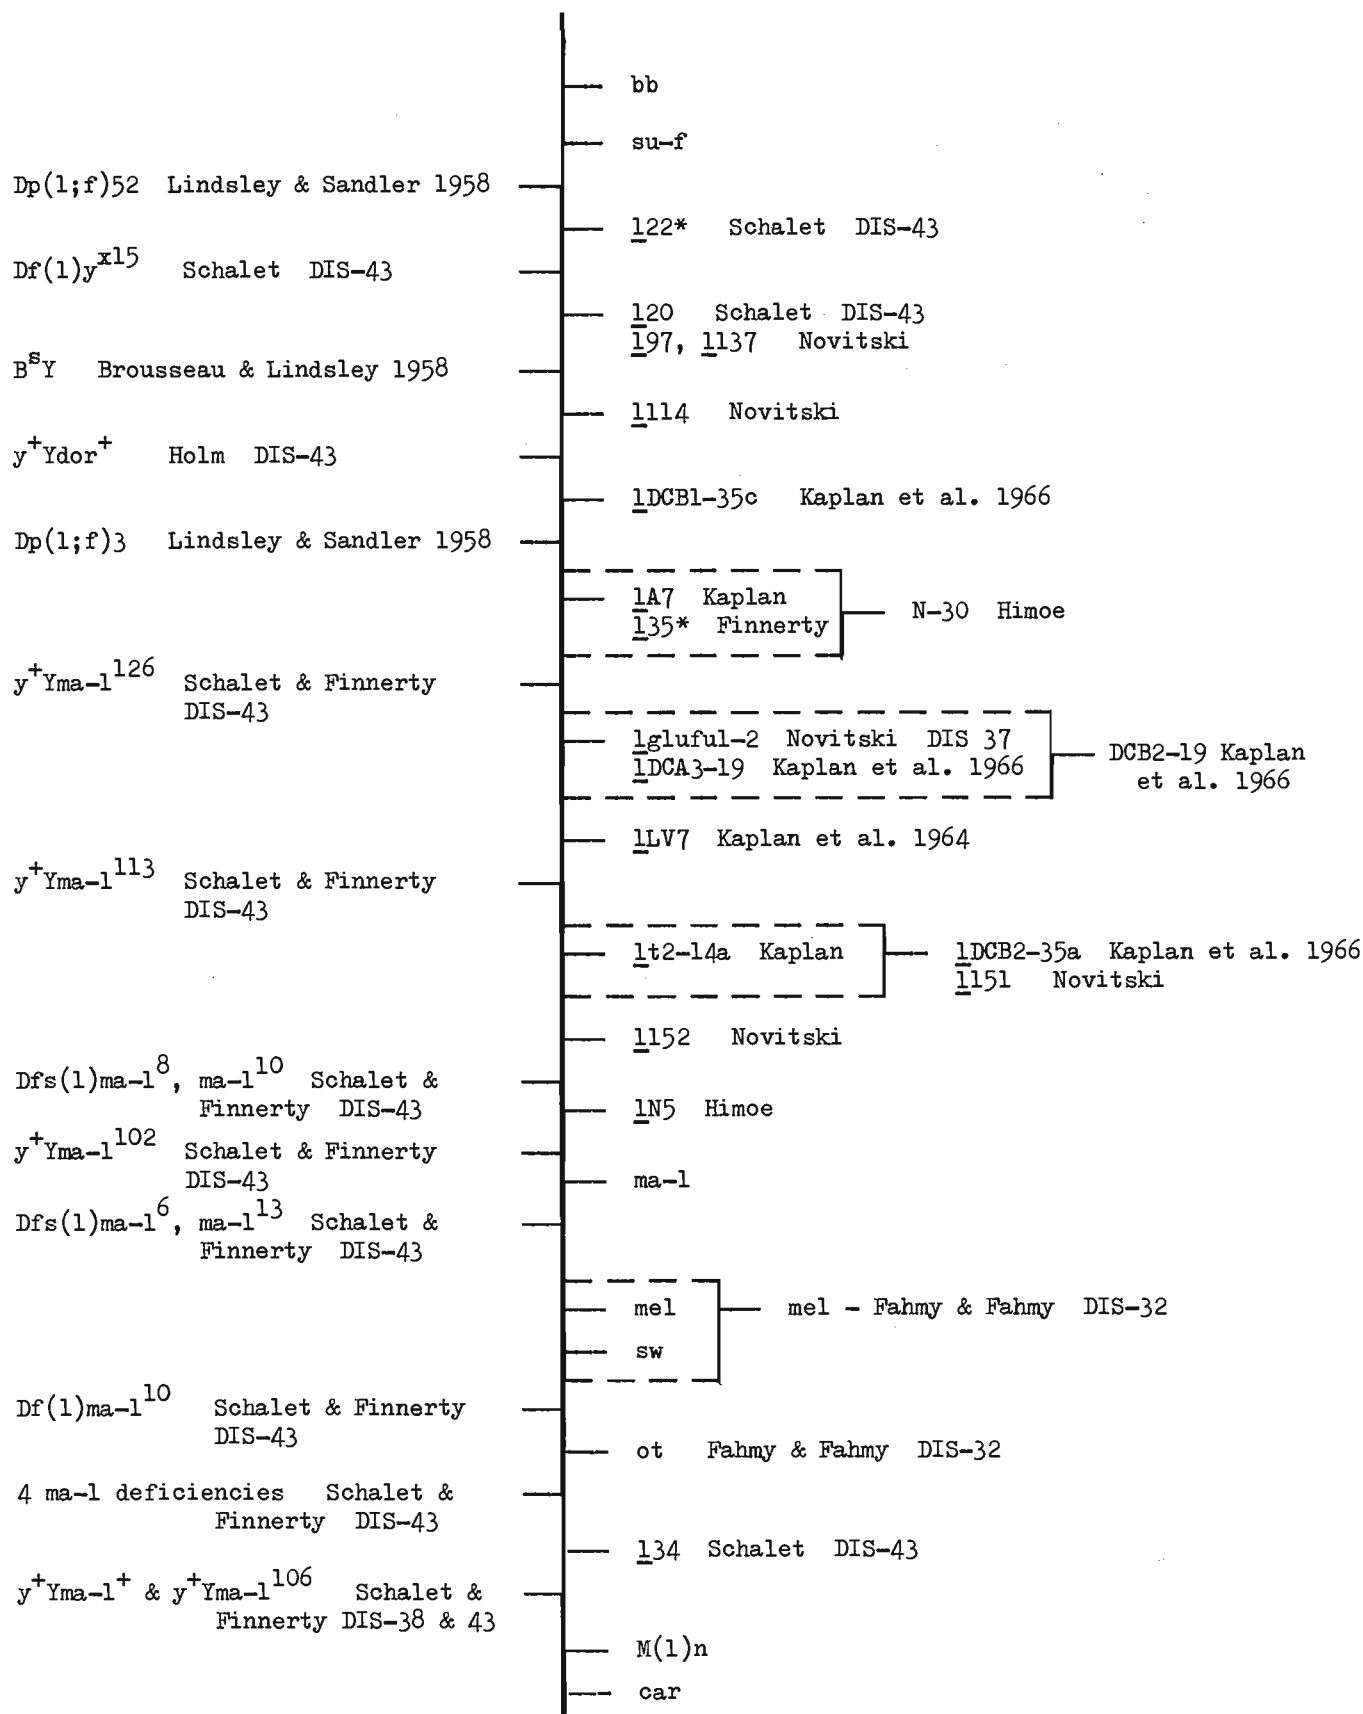 bb
su-f
Dp(1;f)52 Lindsley & Sandler 1958
l22* Schalet DIS-43
Df(1)y^x15 Schalet DIS-43
l20 Schalet DIS-43
l97, l137 Novitski
B^sY Brousseau & Lindsley 1958
l114 Novitski
y^+Ydor^+ Holm DIS-43
lDCB1-35c Kaplan et al. 1966
Dp(1;f)3 Lindsley & Sandler 1958
lA7 Kaplan
l35* Finnerty
N-30 Himoe
y^+Yma-l^126 Schalet & Finnerty
DIS-43
lgluful-2 Novitski DIS 37
lDCA3-19 Kaplan et al. 1966
DCB2-19 Kaplan
et al. 1966
lLV7 Kaplan et al. 1964
y^+Yma-l^113 Schalet & Finnerty
DIS-43
lt2-14a Kaplan
lDCB2-35a Kaplan et al. 1966
l151 Novitski
l152 Novitski
Dfs(1)ma-l^8, ma-l^10 Schalet &
Finnerty DIS-43
lN5 Himoe
y^+Yma-l^102 Schalet & Finnerty
DIS-43
ma-l
Dfs(1)ma-l^6, ma-l^13 Schalet &
Finnerty DIS-43
mel
sw
mel - Fahmy & Fahmy DIS-32
Df(1)ma-l^10 Schalet & Finnerty
DIS-43
ot Fahmy & Fahmy DIS-32
4 ma-l deficiencies Schalet &
Finnerty DIS-43
l34 Schalet DIS-43
y^+Yma-l^+ & y^+Yma-l^106 Schalet &
Finnerty DIS-38 & 43
M(1)n
car